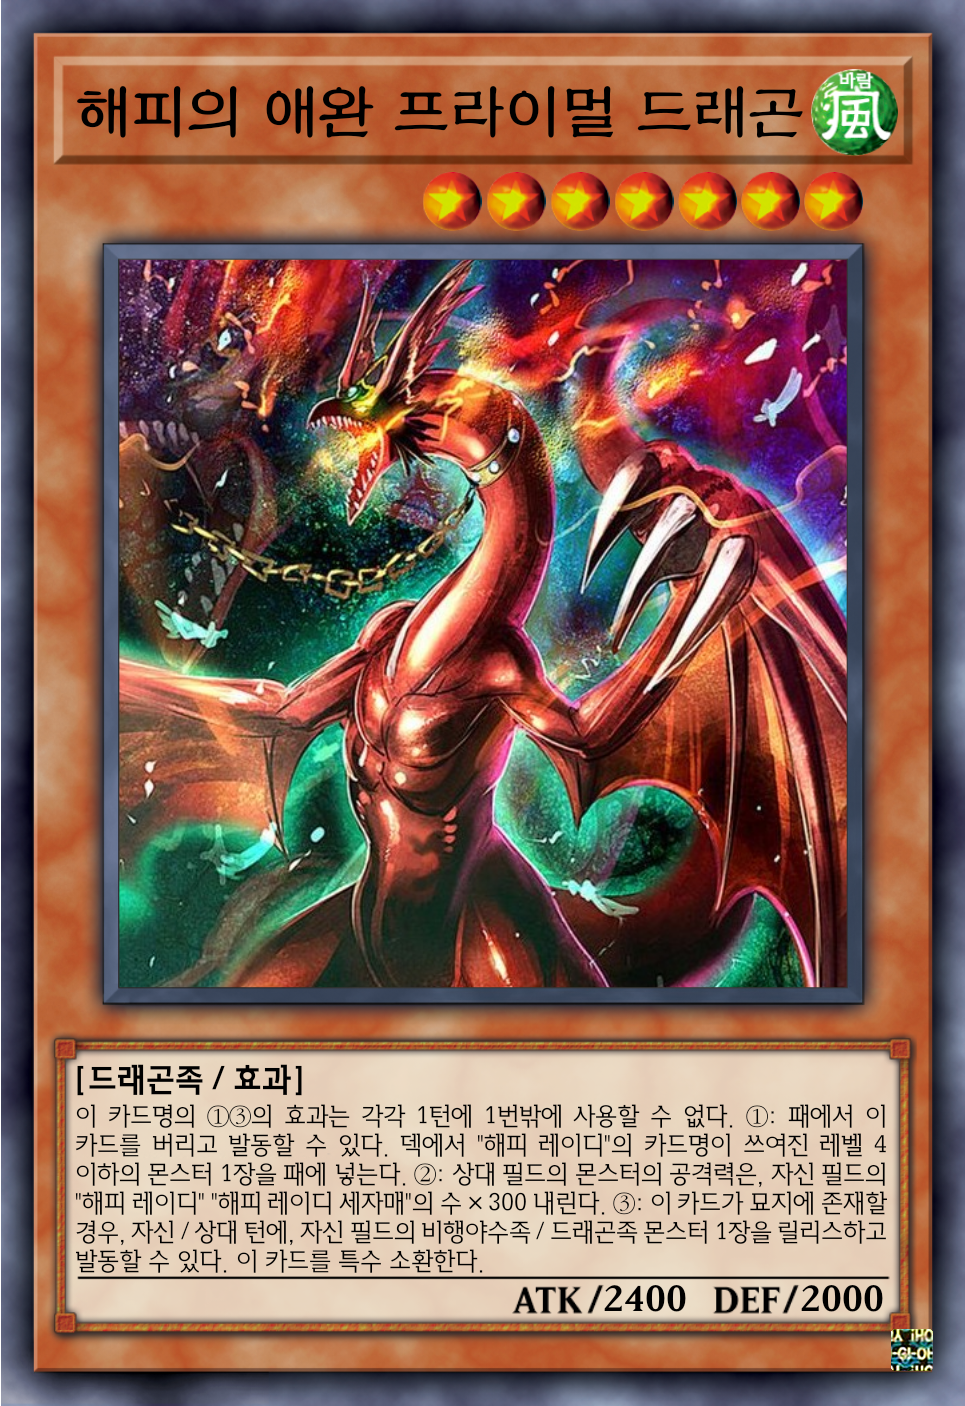 해피의 애완 프라이멀 드래곤
바람
風
[드래곤족 / 효과]
이 카드명의 ①③의 효과는 각각 1턴에 1번밖에 사용할 수 없다. ①: 패에서 이
카드를 버리고 발동할 수 있다. 덱에서 "해피 레이디"의 카드명이 쓰여진 레벨 4
이하의 몬스터 1장을 패에 넣는다. ②: 상대 필드의 몬스터의 공격력은, 자신 필드의
"해피 레이디" "해피 레이디 세자매"의 수 × 300 내린다. ③: 이 카드가 묘지에 존재할
경우, 자신 / 상대 턴에, 자신 필드의 비행야수족 / 드래곤족 몬스터 1장을 릴리스하고
발동할 수 있다. 이 카드를 특수 소환한다.
ATK/2400 DEF/2000